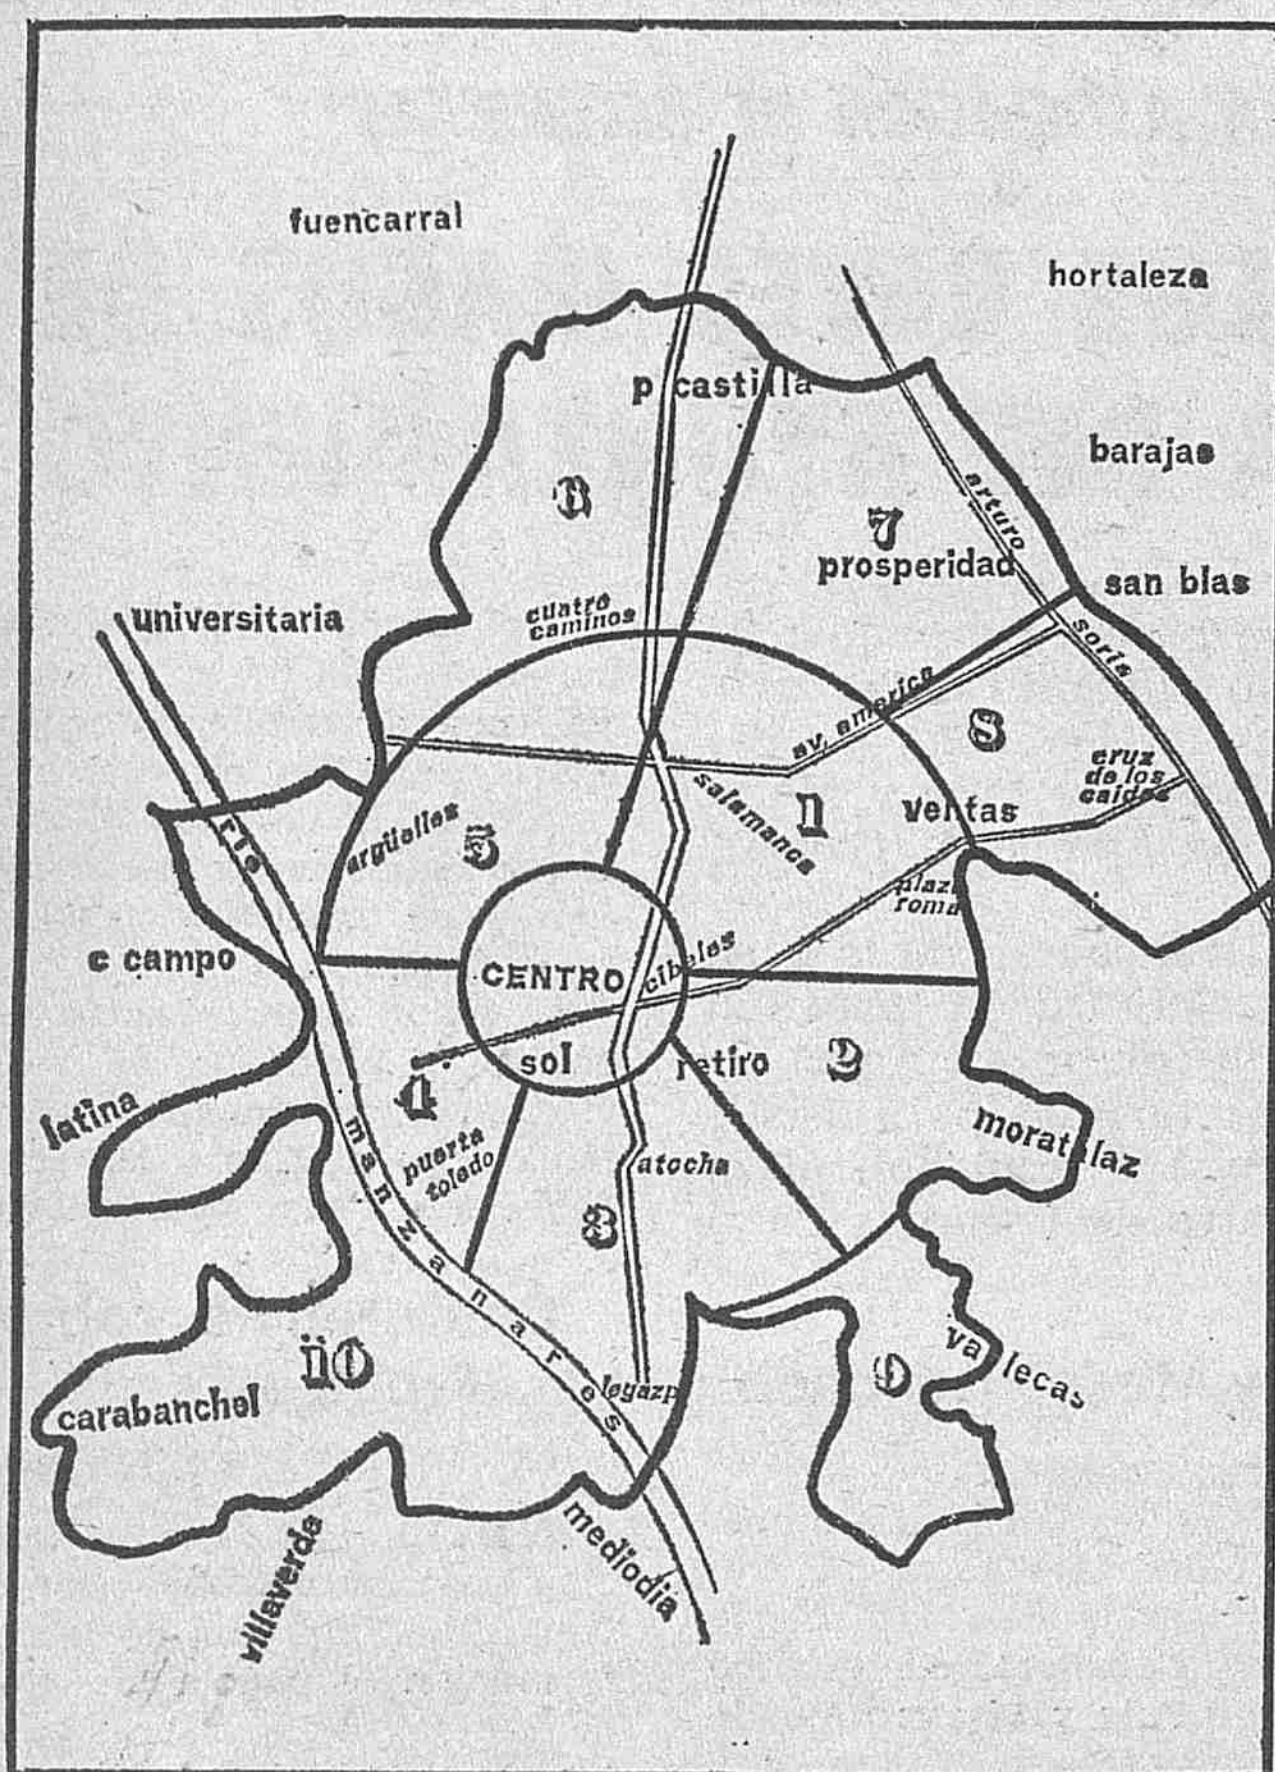 fuencarral
hortaleza
p castilla
barajas
6
arturo
7
prosperidad
san blas
cuatro
caminos
universitaria
soria
av. america
8
cruz
de los
caidos
salamanca
1
ventas
argüelles
5
rio
plaza
roma
c campo
CENTRO
cibeles
sol
retiro
2
4
latina
manzanares
puerta
toledo
atocha
moratalaz
3
vallecas
10
9
legazpi
carabanchel
mediodia
villaverde